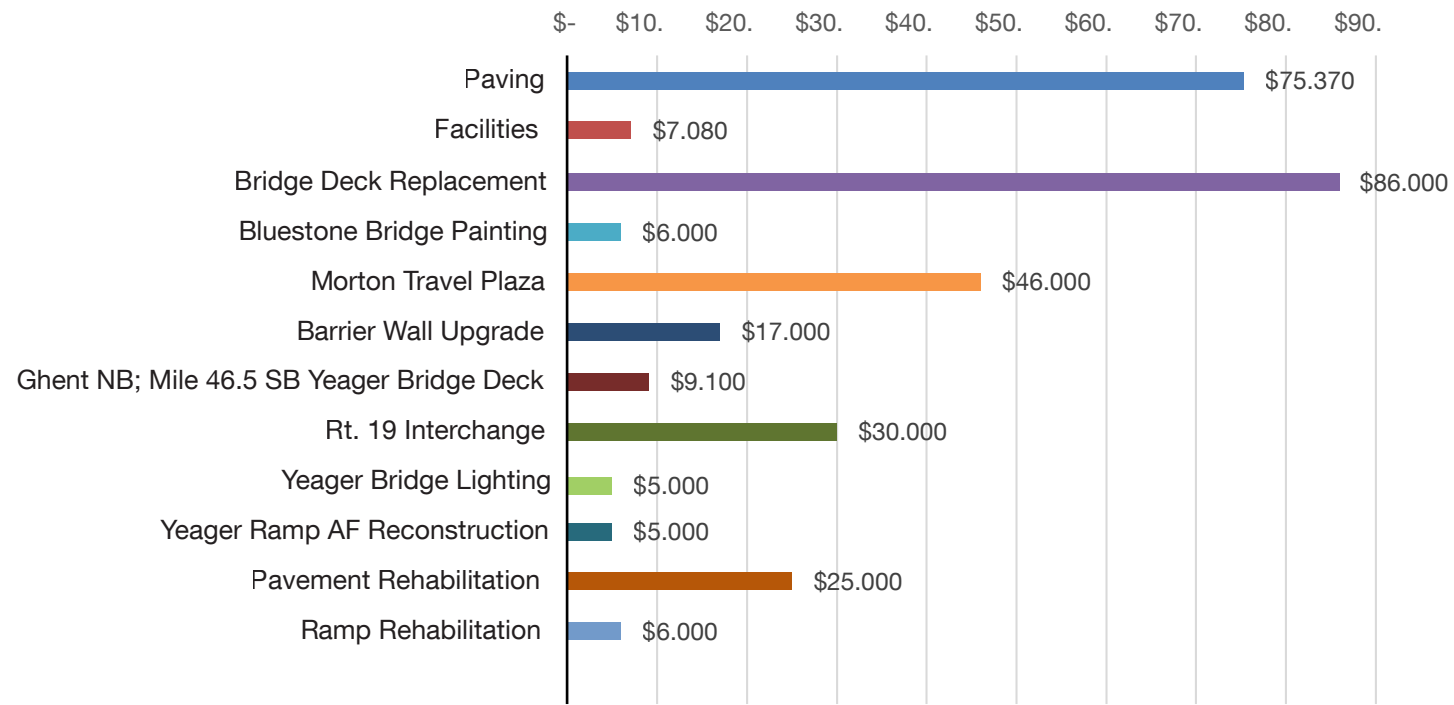 $- $10. $20. $30. $40. $50. $60. $70. $80. $90.
Paving $75.370
Facilities $7.080
Bridge Deck Replacement $86.000
Bluestone Bridge Painting $6.000
Morton Travel Plaza $46.000
Barrier Wall Upgrade $17.000
Ghent NB; Mile 46.5 SB Yeager Bridge Deck $9.100
Rt. 19 Interchange $30.000
Yeager Bridge Lighting $5.000
Yeager Ramp AF Reconstruction $5.000
Pavement Rehabilitation $25.000
Ramp Rehabilitation $6.000